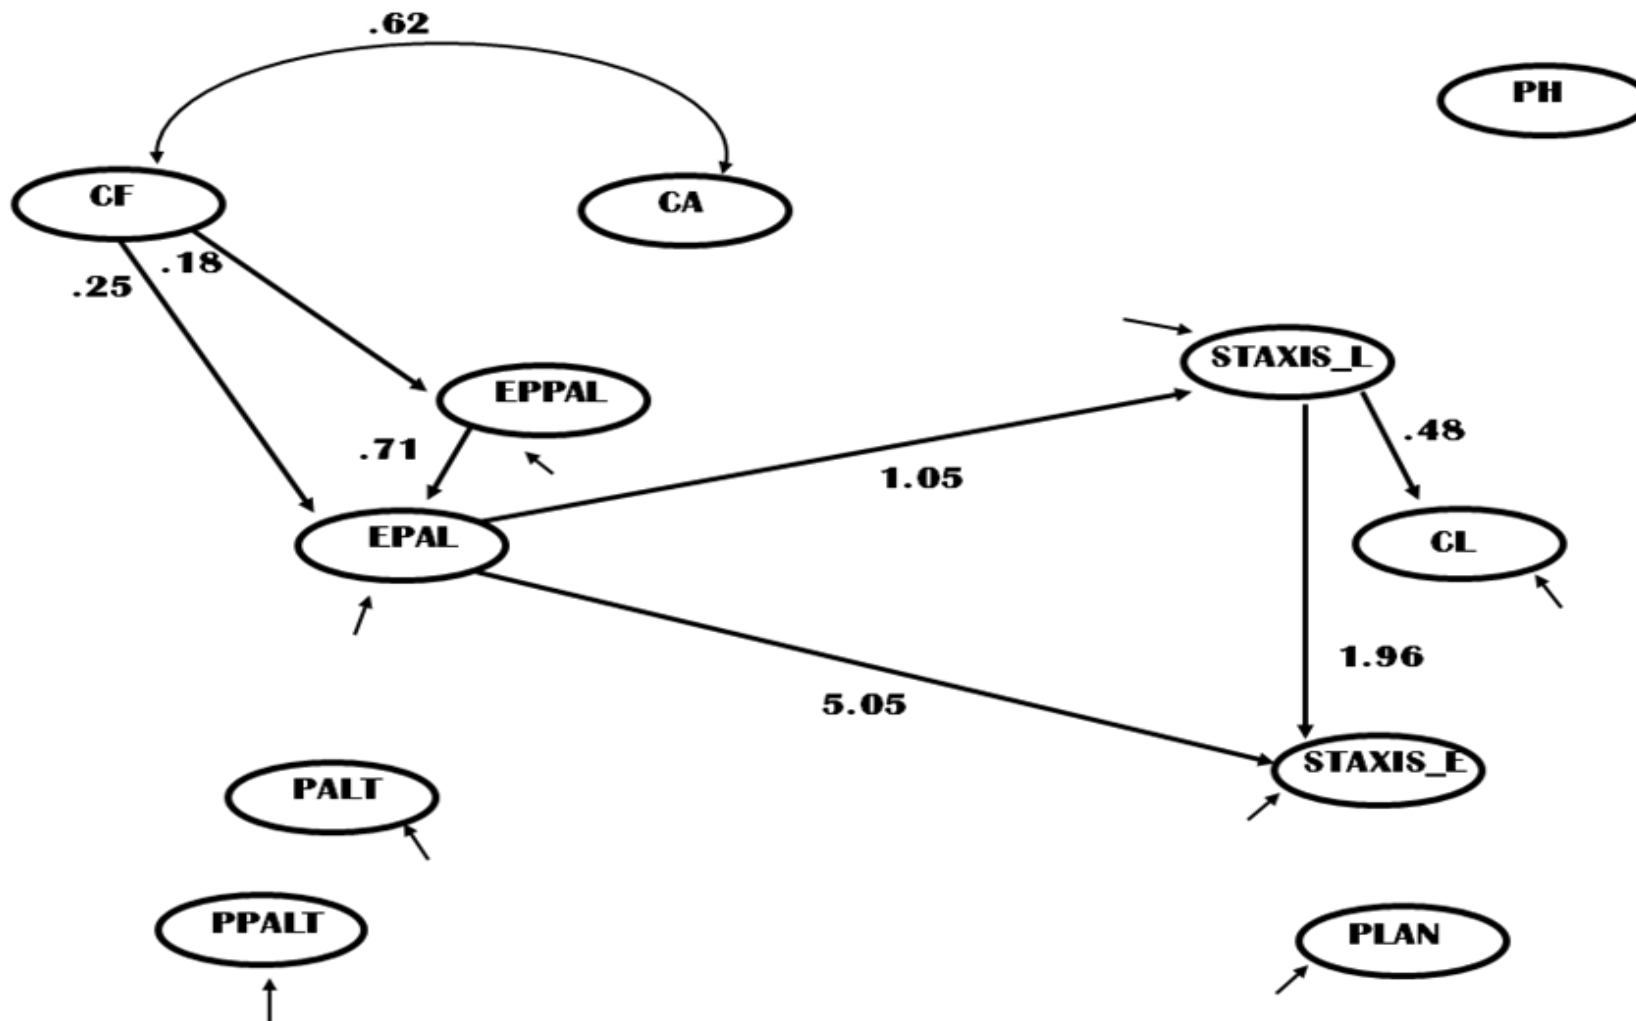 .62
PH
CF
CA
.18
.25
STAXIS_L
EPPAL
.48
.71
1.05
EPAL
CL
1.96
5.05
STAXIS_E
PALT
PPALT
PLAN